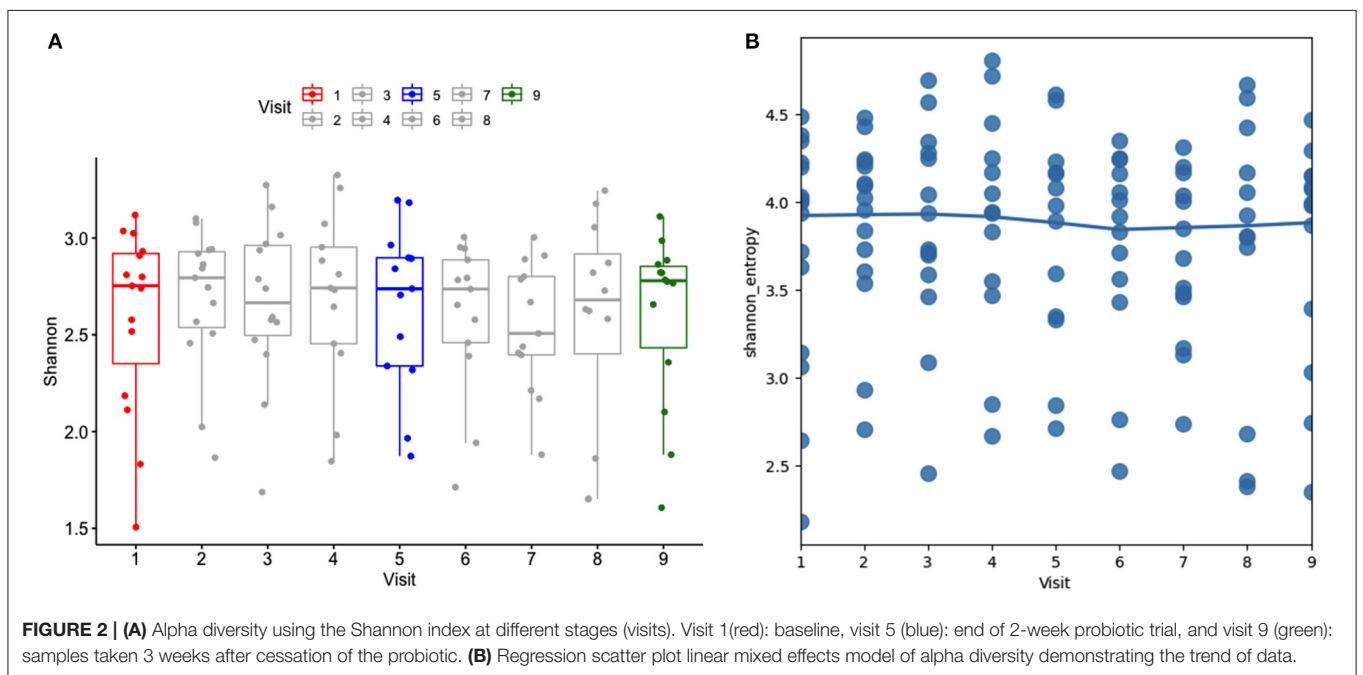 A
Visit 1 3 5 7 9
2 4 6 8
Shannon
3.0
2.5
2.0
1.5
1 2 3 4 5 6 7 8 9
Visit
B
shannon_entropy
4.5
4.0
3.5
3.0
2.5
1 2 3 4 5 6 7 8 9
Visit
FIGURE 2 | (A) Alpha diversity using the Shannon index at different stages (visits). Visit 1(red): baseline, visit 5 (blue): end of 2-week probiotic trial, and visit 9 (green):
samples taken 3 weeks after cessation of the probiotic. (B) Regression scatter plot linear mixed effects model of alpha diversity demonstrating the trend of data.